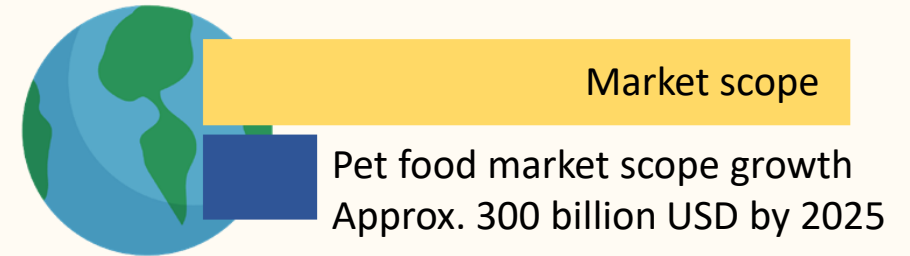 Market scope
Pet food market scope growth
Approx. 300 billion USD by 2025